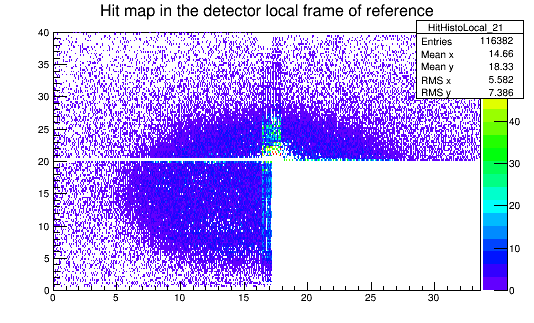 Hit map in the detector local frame of reference
HitHistoLocal_21
Entries 116382
Mean x 14.66
Mean y 18.33
RMS x 5.582
RMS y 7.386
40
35
30
25
20
15
10
5
0
0 5 10 15 20 25 30
40
30
20
10
0